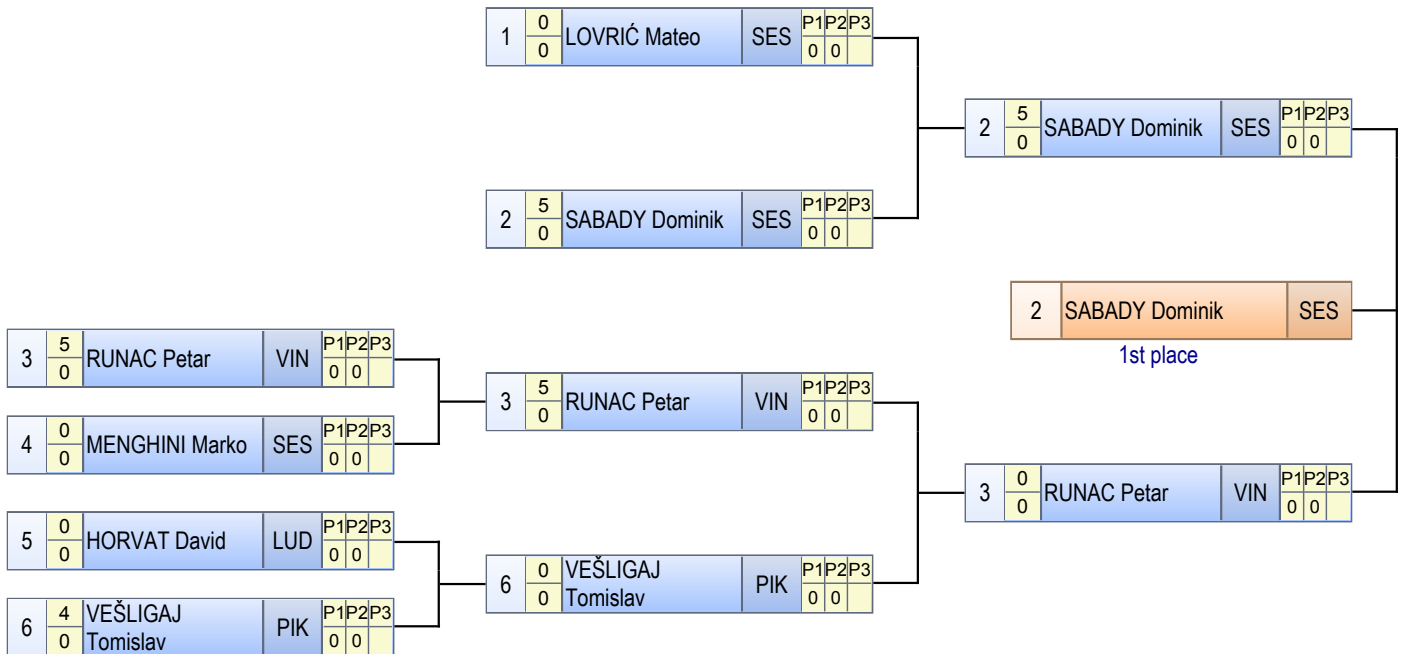 1 0 0 LOVRIĆ Mateo SES P1 P2 P3 0 0
2 5 0 SABADY Dominik SES P1 P2 P3 0 0
2 5 0 SABADY Dominik SES P1 P2 P3 0 0
2 SABADY Dominik SES
1st place
3 5 0 RUNAC Petar VIN P1 P2 P3 0 0
3 5 0 RUNAC Petar VIN P1 P2 P3 0 0
4 0 0 MENGHINI Marko SES P1 P2 P3 0 0
3 0 0 RUNAC Petar VIN P1 P2 P3 0 0
5 0 0 HORVAT David LUD P1 P2 P3 0 0
6 0 0 VEŠLIGAJ
Tomislav PIK P1 P2 P3 0 0
6 4 0 VEŠLIGAJ
Tomislav PIK P1 P2 P3 0 0